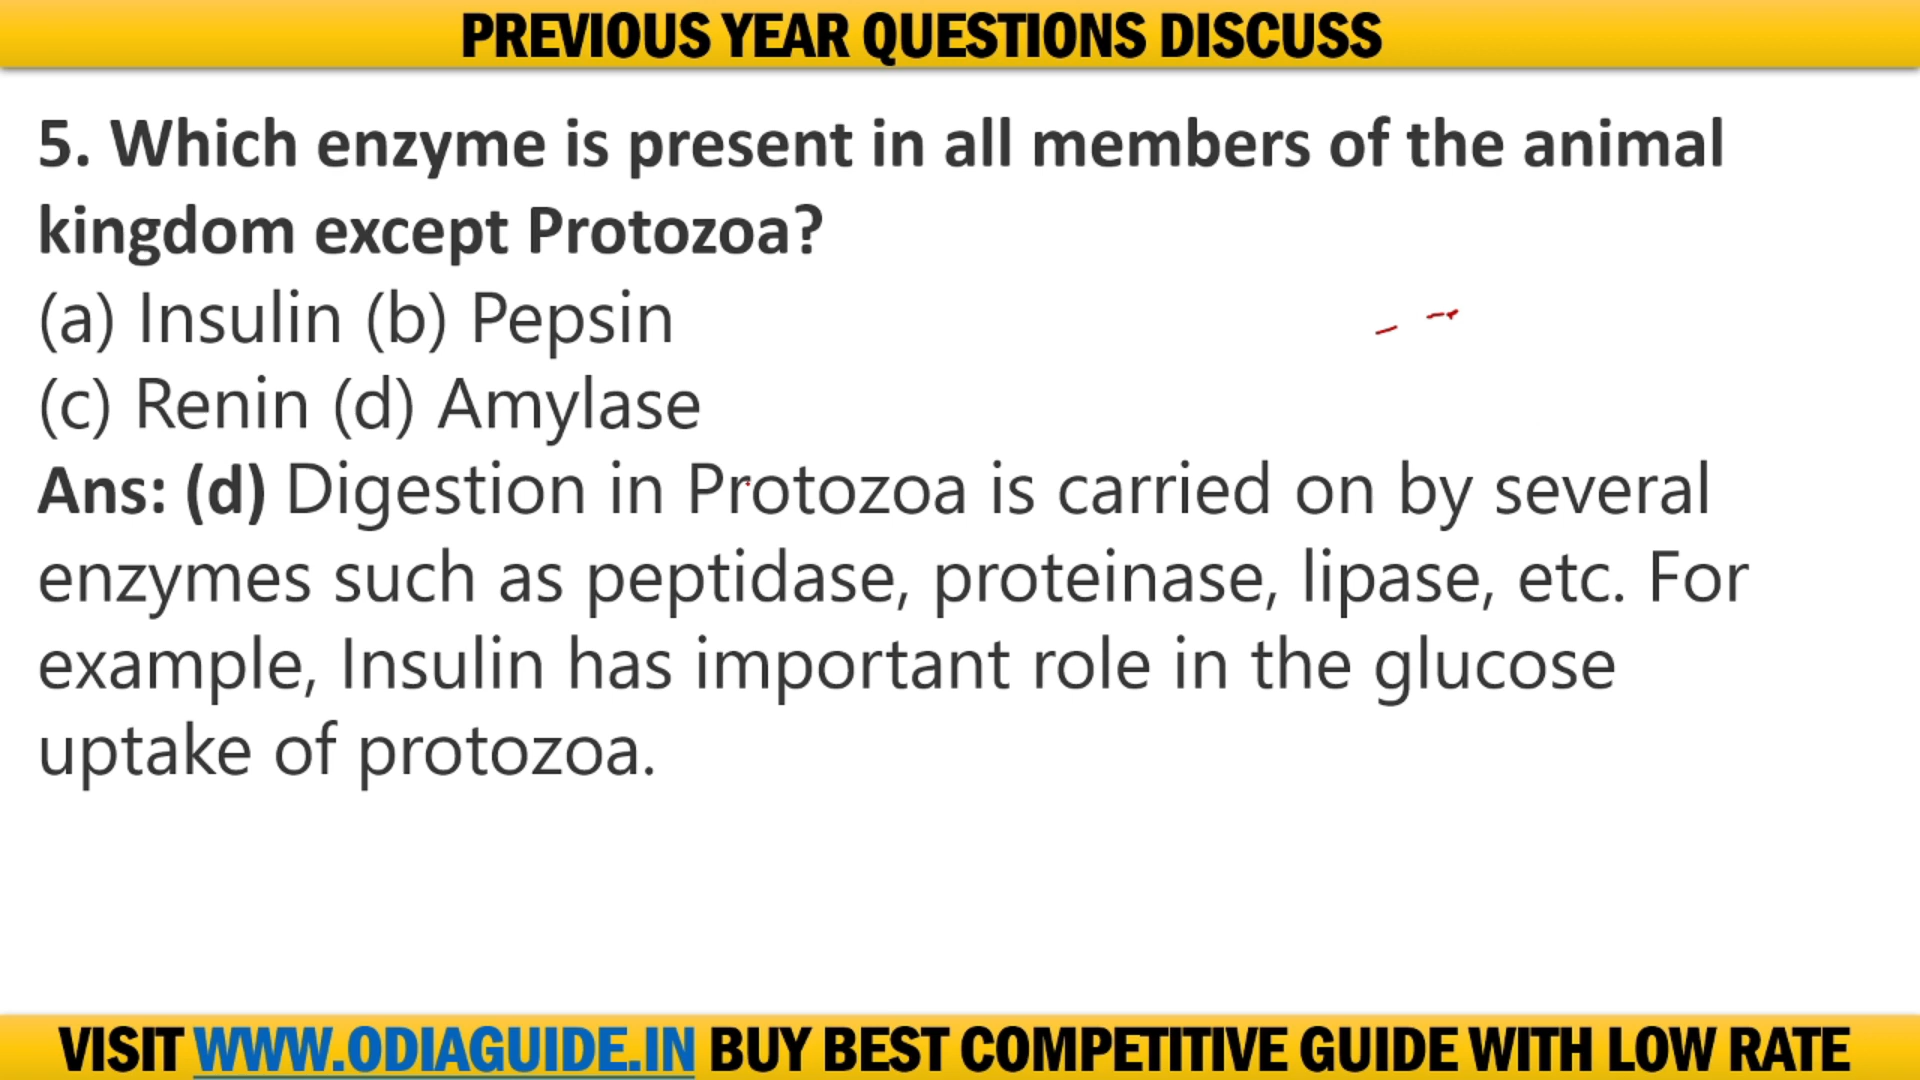 PREVIOUS YEAR QUESTIONS DISCUSS
5. Which enzyme is present in all members of the animal
kingdom except Protozoa?
(a) Insulin (b) Pepsin
(c) Renin (d) Amylase
Ans: (d) Digestion in Protozoa is carried on by several
enzymes such as peptidase, proteinase, lipase, etc. For
example, Insulin has important role in the glucose
uptake of protozoa.
VISIT WWW.ODIAGUIDE.IN BUY BEST COMPETITIVE GUIDE WITH LOW RATE